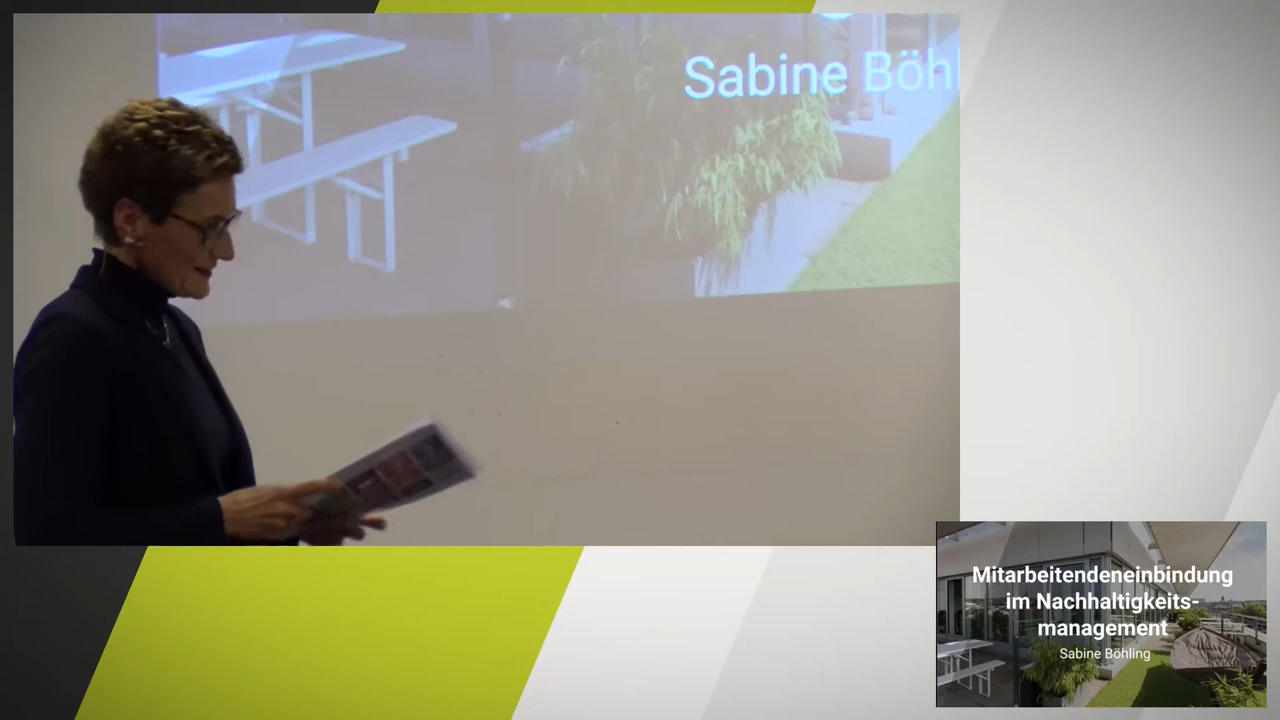 Sabine Böhl
Mitarbeitendeneinbindung
im Nachhaltigkeits-
management
Sabine Böhling